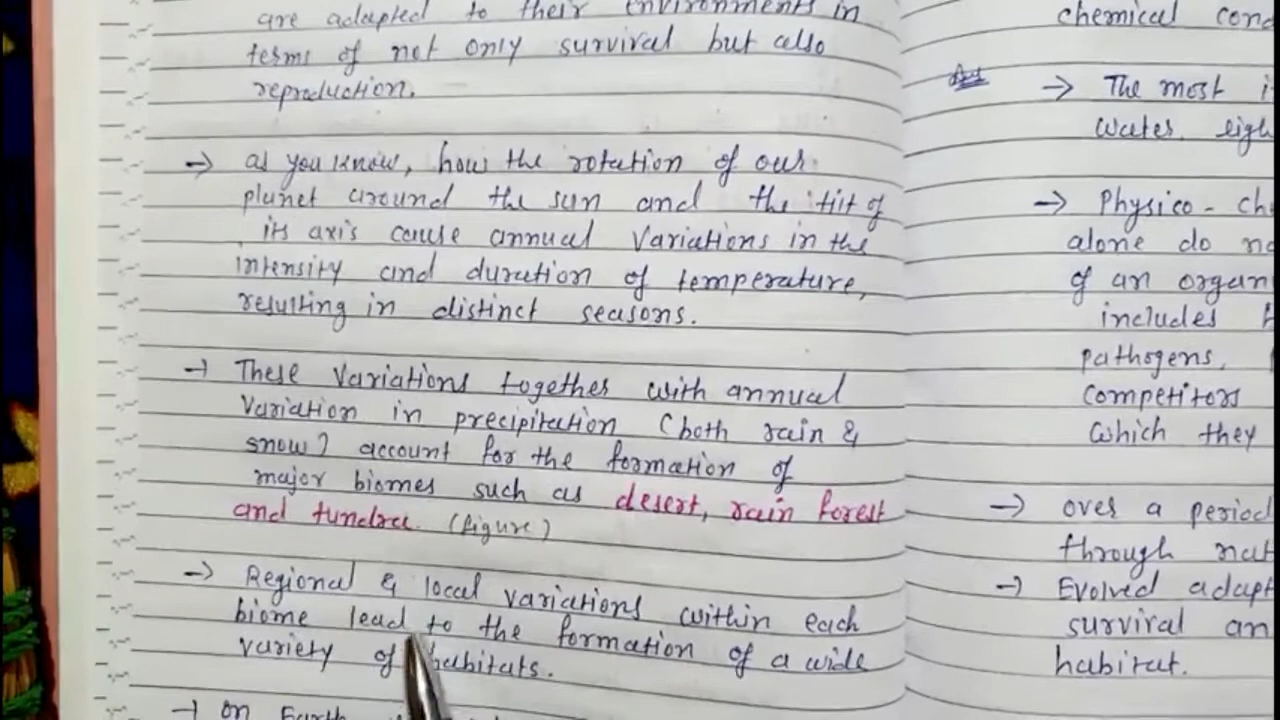 are adapted to their environments in
terms of not only survival but also
reproduction.
→ as you know, how the rotation of our
planet around the sun and the tilt of
its axis cause annual variations in the
intensity and duration of temperature,
resulting in distinct seasons.
→ These variations together with annual
variation in precipitation (both rain &
snow) account for the formation of
major biomes such as desert, rain forest
and tundra. (figure)
→ Regional & local variations within each
biome lead to the formation of a wide
variety of habitats.
→ on Earth
chemical
→ The most
water,
→ Physico-
alone do
of an
includes
pathogens,
competitors
which they
→ over a period
through
→ Evolved
survival
habitat.